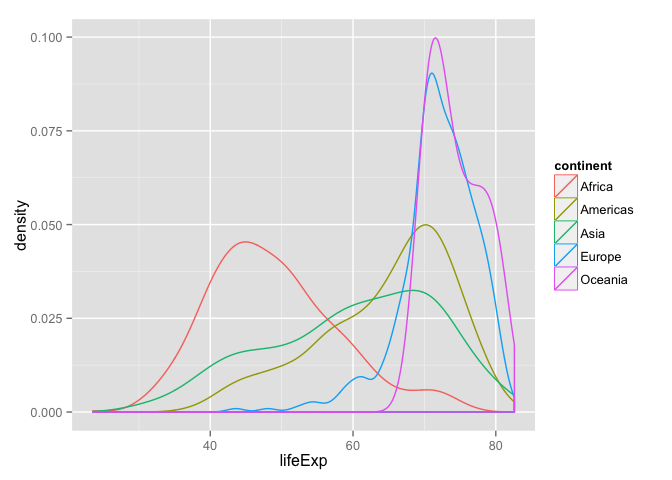 0.100
0.075
0.050
0.025
0.000
density
40 60 80
lifeExp
continent
Africa
Americas
Asia
Europe
Oceania